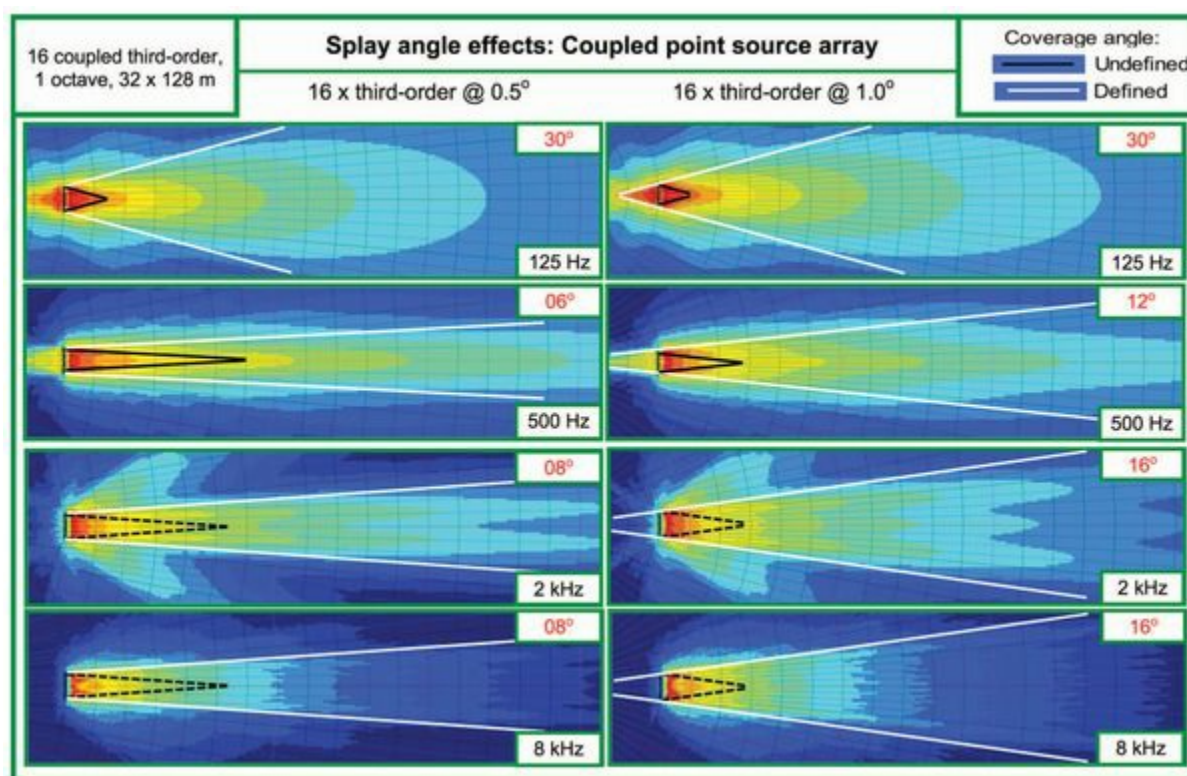 16 coupled third-order,
1 octave, 32 x 128 m
Splay angle effects: Coupled point source array
16 x third-order @ 0.5°
16 x third-order @ 1.0°
Coverage angle:
Undefined
Defined
30°
125 Hz
30°
125 Hz
06°
500 Hz
12°
500 Hz
08°
2 kHz
16°
2 kHz
08°
8 kHz
16°
8 kHz